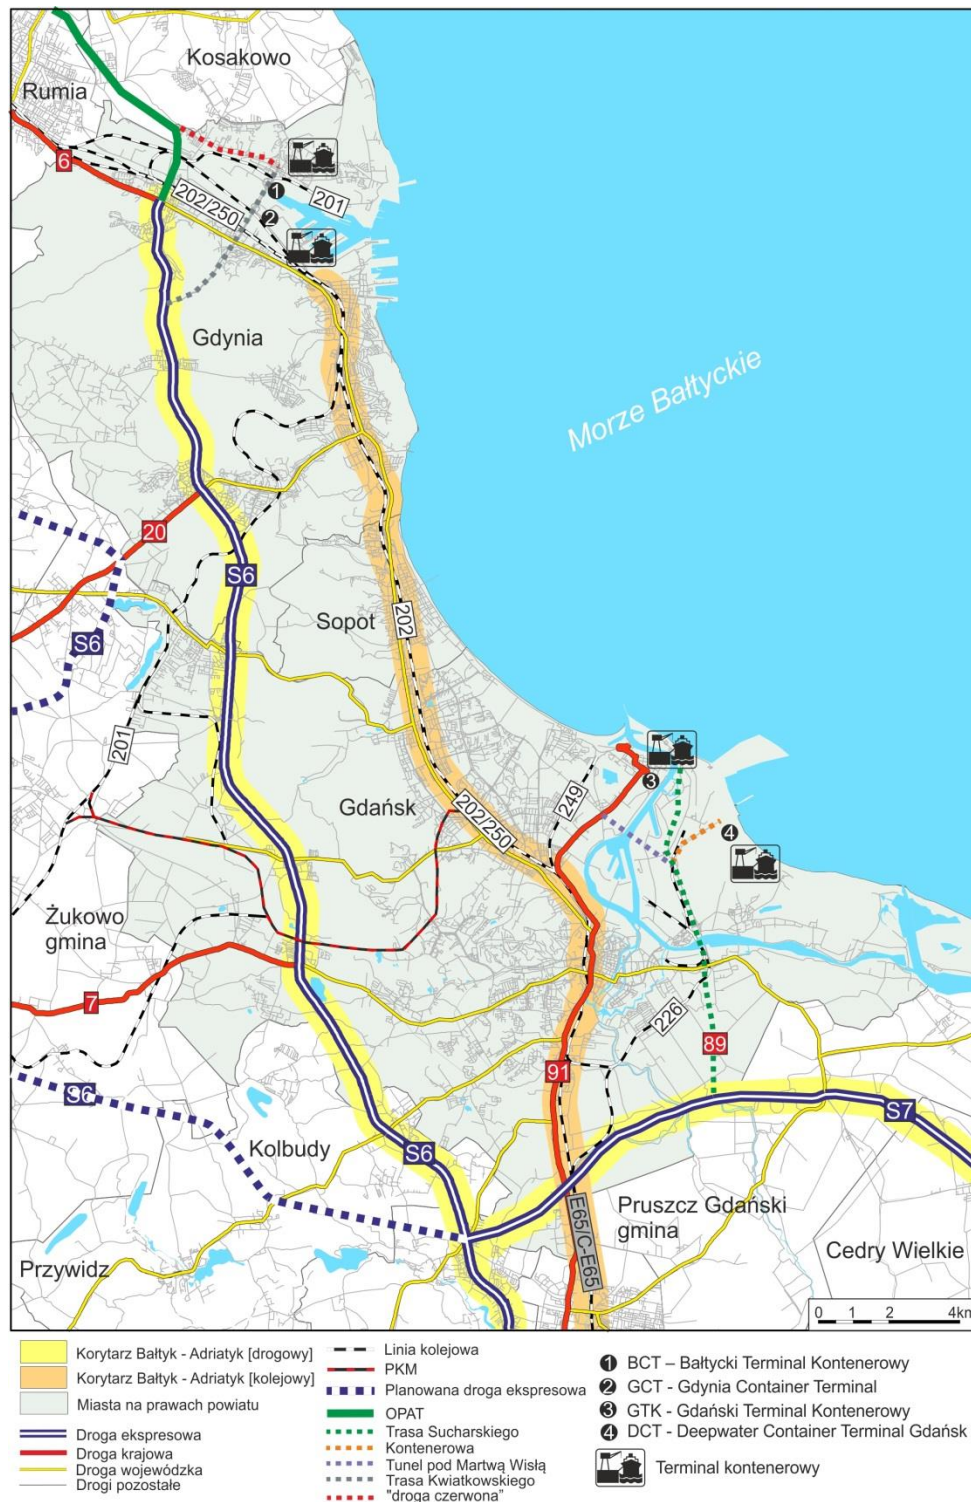 Kosakowo
Rumia
6
1
201
202/250
2
Gdynia
Morze Bałtyckie
20
S6
Sopot
S6
202
201
249
3
Gdańsk
202/250
4
Żukowo
gmina
7
226
89
91
S6
S7
Kolbudy
S6
Pruszcz Gdański
gmina
E65/C-E65
Cedry Wielkie
Przywidz
0 1 2 4km
Korytarz Bałtyk - Adriatyk [drogowy]
Korytarz Bałtyk - Adriatyk [kolejowy]
Miasta na prawach powiatu
Droga ekspresowa
Droga krajowa
Droga wojewódzka
Drogi pozostałe
Linia kolejowa
PKM
Planowana droga ekspresowa
OPAT
Trasa Sucharskiego
Kontenerowa
Tunel pod Martwą Wisłą
Trasa Kwiatkowskiego
"droga czerwona"
1 BCT – Bałtycki Terminal Kontenerowy
2 GCT - Gdynia Container Terminal
3 GTK - Gdański Terminal Kontenerowy
4 DCT - Deepwater Container Terminal Gdańsk
Terminal kontenerowy